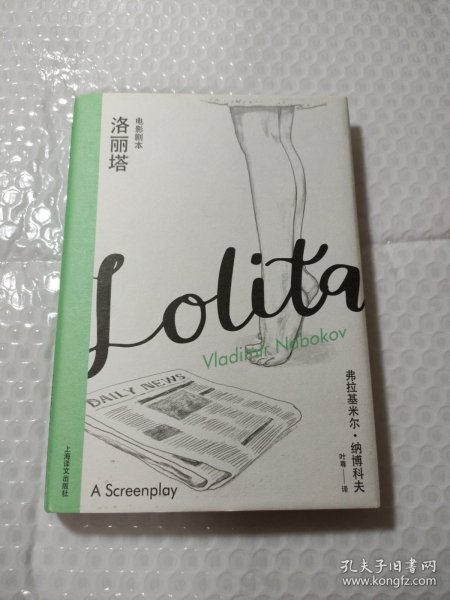 洛丽塔
电影剧本
Lolita
Vladimir Nabokov
DAILY NEWS
弗拉基米尔·纳博科夫
叶尊——译
A Screenplay
上海译文出版社
孔夫子旧书网
www.kongfz.com